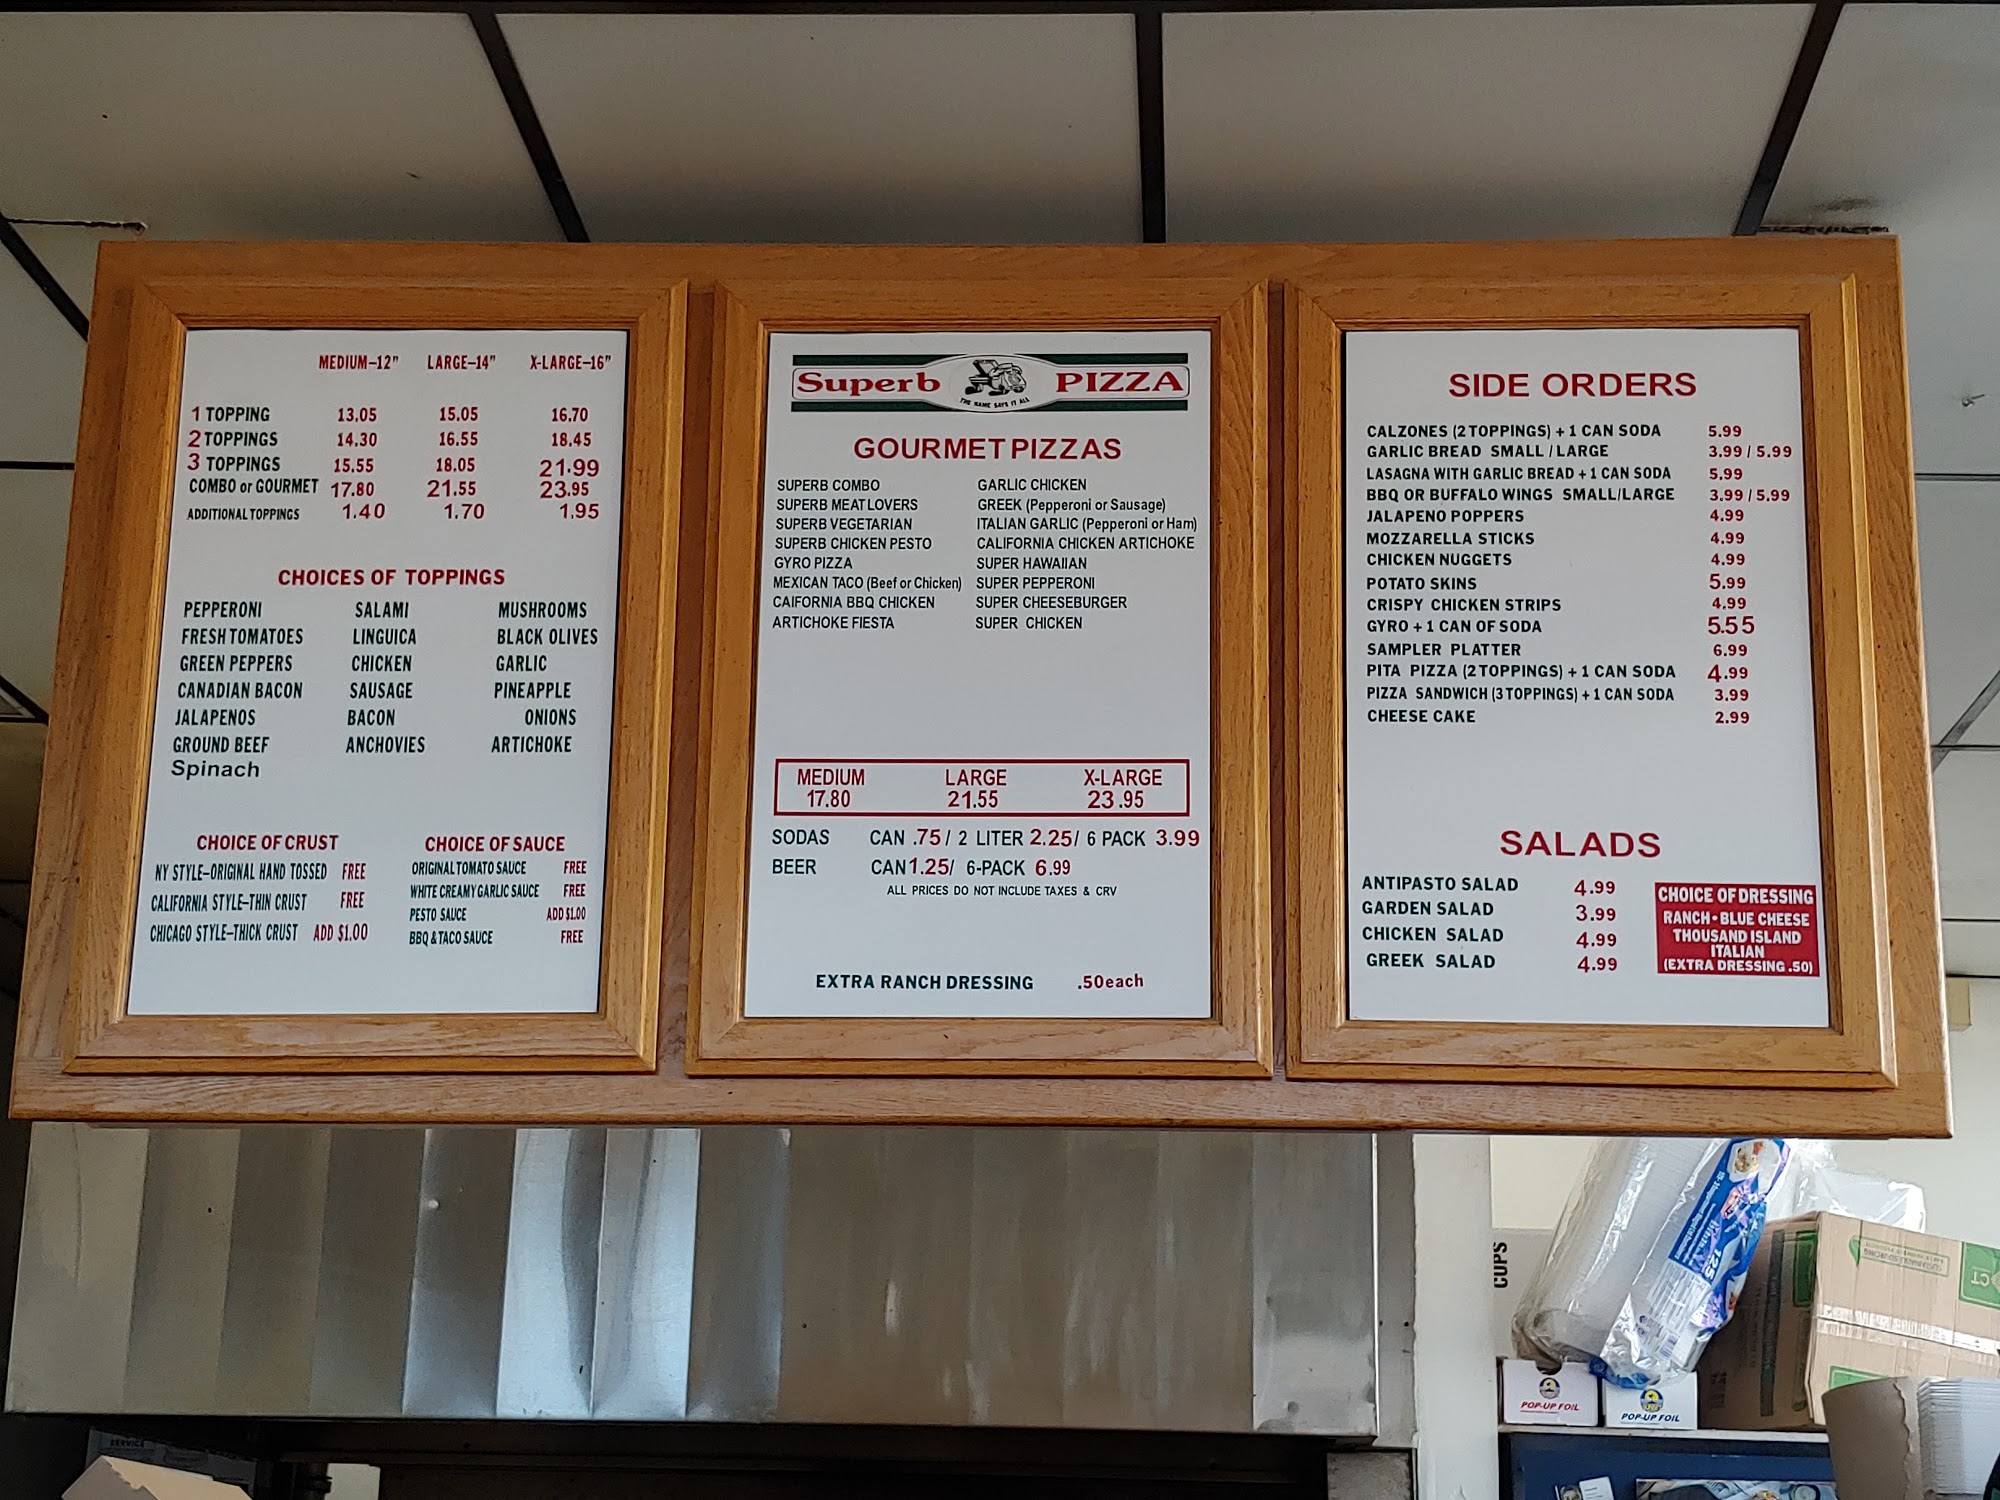 MEDIUM–12" LARGE–14" X-LARGE–16"
1 TOPPING 13.05 15.05 16.70
2 TOPPINGS 14.30 16.55 18.45
3 TOPPINGS 15.55 18.05 21.99
COMBO or GOURMET 17.80 21.55 23.95
ADDITIONAL TOPPINGS 1.40 1.70 1.95
CHOICES OF TOPPINGS
PEPPERONI SALAMI MUSHROOMS
FRESH TOMATOES LINGUICA BLACK OLIVES
GREEN PEPPERS CHICKEN GARLIC
CANADIAN BACON SAUSAGE PINEAPPLE
JALAPENOS BACON ONIONS
GROUND BEEF ANCHOVIES ARTICHOKE
Spinach
CHOICE OF CRUST
NY STYLE–ORIGINAL HAND TOSSED FREE
CALIFORNIA STYLE–THIN CRUST FREE
CHICAGO STYLE–THICK CRUST ADD $1.00
CHOICE OF SAUCE
ORIGINAL TOMATO SAUCE FREE
WHITE CREAMY GARLIC SAUCE FREE
PESTO SAUCE ADD $1.00
BBQ & TACO SAUCE FREE
Superb PIZZA
THE NAME SAYS IT ALL
GOURMET PIZZAS
SUPERB COMBO GARLIC CHICKEN
SUPERB MEAT LOVERS GREEK (Pepperoni or Sausage)
SUPERB VEGETARIAN ITALIAN GARLIC (Pepperoni or Ham)
SUPERB CHICKEN PESTO CALIFORNIA CHICKEN ARTICHOKE
GYRO PIZZA SUPER HAWAIIAN
MEXICAN TACO (Beef or Chicken) SUPER PEPPERONI
CAIFORNIA BBQ CHICKEN SUPER CHEESEBURGER
ARTICHOKE FIESTA SUPER CHICKEN
MEDIUM LARGE X-LARGE
17.80 21.55 23.95
SODAS CAN .75/ 2 LITER 2.25/ 6 PACK 3.99
BEER CAN 1.25/ 6-PACK 6.99
ALL PRICES DO NOT INCLUDE TAXES & CRV
EXTRA RANCH DRESSING .50each
SIDE ORDERS
CALZONES (2 TOPPINGS) + 1 CAN SODA 5.99
GARLIC BREAD SMALL / LARGE 3.99 / 5.99
LASAGNA WITH GARLIC BREAD + 1 CAN SODA 5.99
BBQ OR BUFFALO WINGS SMALL/LARGE 3.99 / 5.99
JALAPENO POPPERS 4.99
MOZZARELLA STICKS 4.99
CHICKEN NUGGETS 4.99
POTATO SKINS 5.99
CRISPY CHICKEN STRIPS 4.99
GYRO + 1 CAN OF SODA 5.55
SAMPLER PLATTER 6.99
PITA PIZZA (2 TOPPINGS) + 1 CAN SODA 4.99
PIZZA SANDWICH (3 TOPPINGS) + 1 CAN SODA 3.99
CHEESE CAKE 2.99
SALADS
ANTIPASTO SALAD 4.99
GARDEN SALAD 3.99
CHICKEN SALAD 4.99
GREEK SALAD 4.99
CHOICE OF DRESSING
RANCH • BLUE CHEESE
THOUSAND ISLAND
ITALIAN
(EXTRA DRESSING .50)
CUPS
125
POP-UP FOIL
POP-UP FOIL
SERVICE